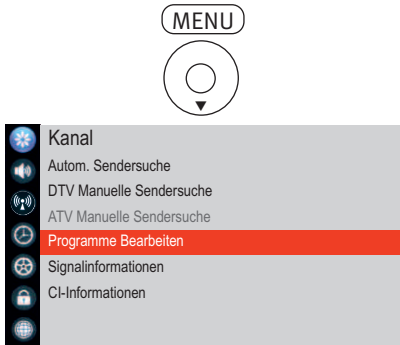 MENU
Kanal
Autom. Sendersuche
DTV Manuelle Sendersuche
ATV Manuelle Sendersuche
Programme Bearbeiten
Signalinformationen
CI-Informationen